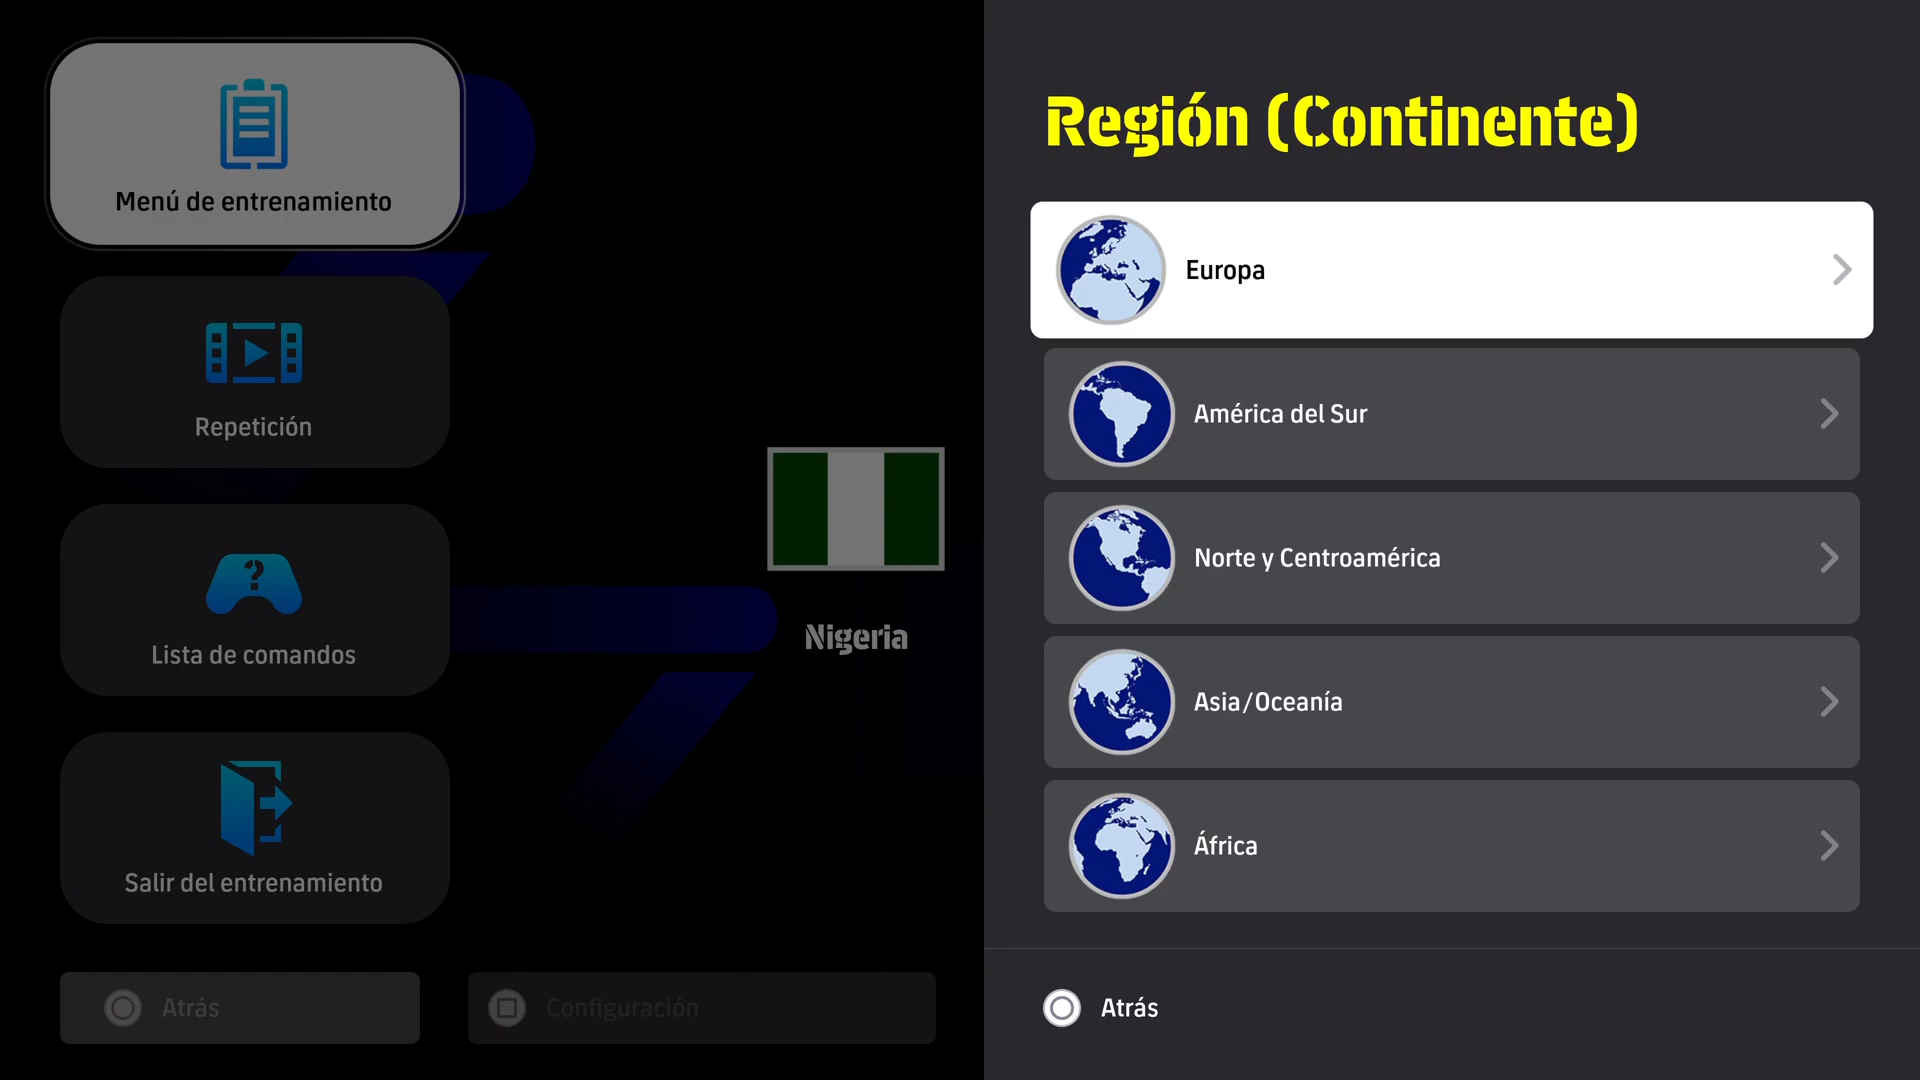 Menú de entrenamiento
Repetición
?
Lista de comandos
Salir del entrenamiento
Atrás
Configuración
Nigeria
Región (Continente)
Europa
América del Sur
Norte y Centroamérica
Asia/Oceanía
África
Atrás